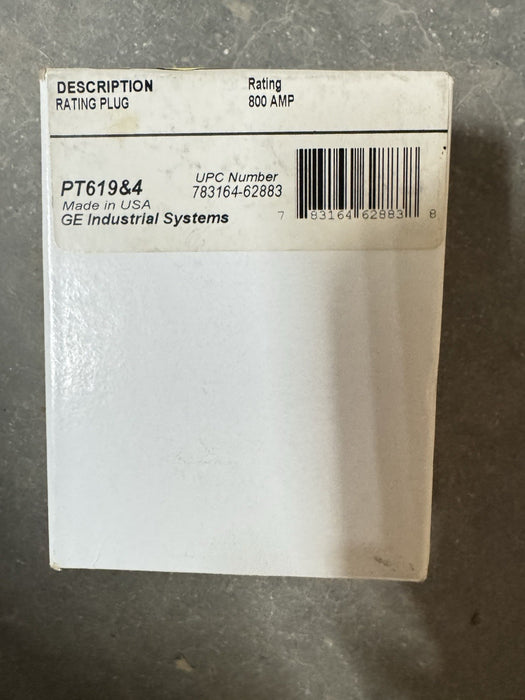 DESCRIPTION
RATING PLUG
Rating
800 AMP
PT619&4
Made in USA
GE Industrial Systems
UPC Number
783164-62883
7 83164 62883 8